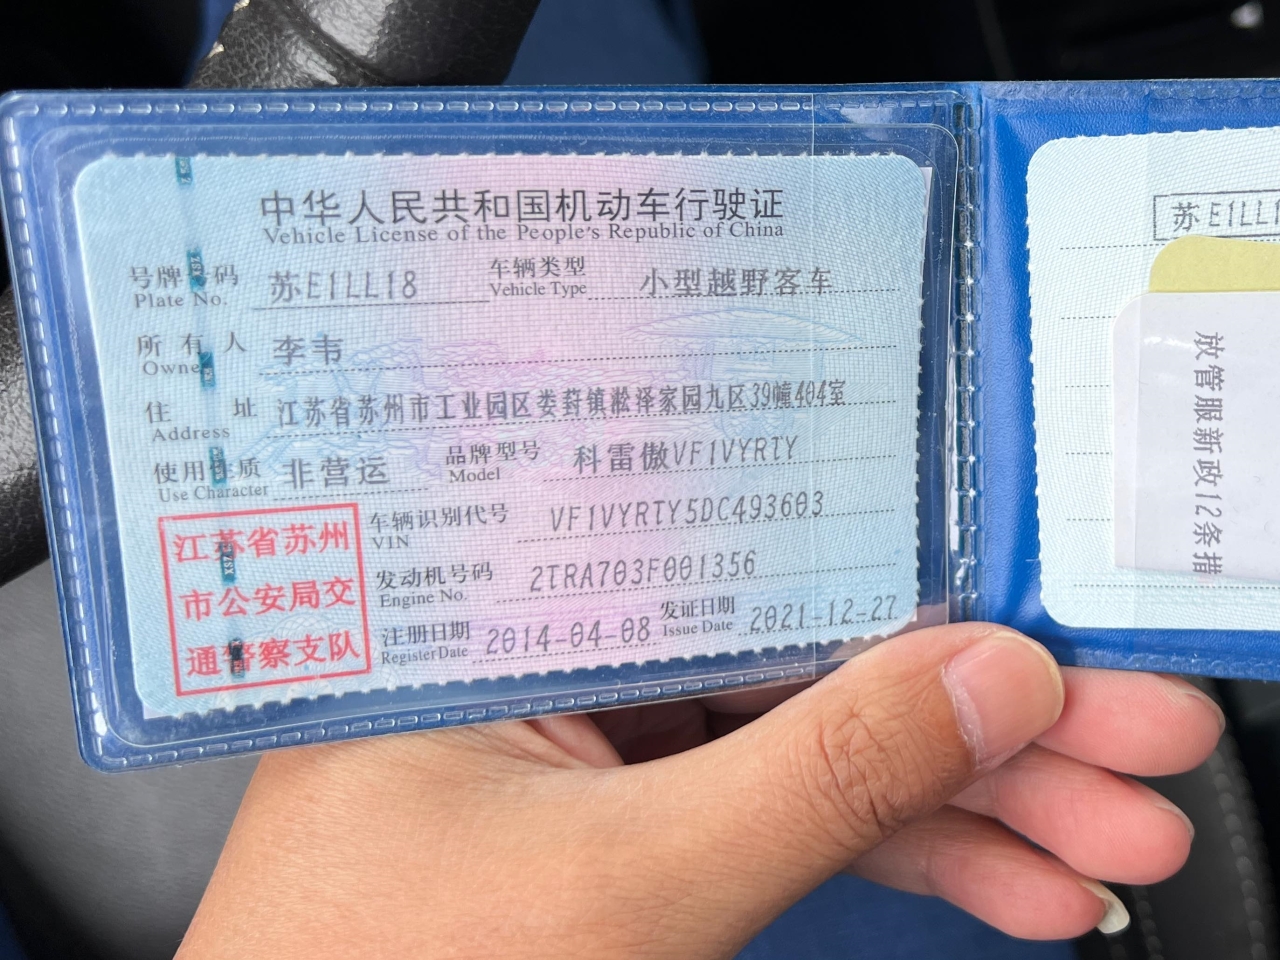 中华人民共和国机动车行驶证
Vehicle License of the People's Republic of China
号牌号码 苏E1LL18 车辆类型 小型越野客车
Plate No. Vehicle Type
所有人 李韦
Owner
住址 江苏省苏州市工业园区娄葑镇淞泽家园九区39幢404室
Address
使用性质 非营运 品牌型号 科雷傲VF1VYRTY
Use Character Model
车辆识别代号 VF1VYRTY5DC493603
VIN
发动机号码 2TRA703F001356
Engine No.
注册日期 2014-04-08 发证日期 2021-12-27
Register Date Issue Date
江苏省苏州
市公安局交
通警察支队
苏E1LL1
放管服新政12条措